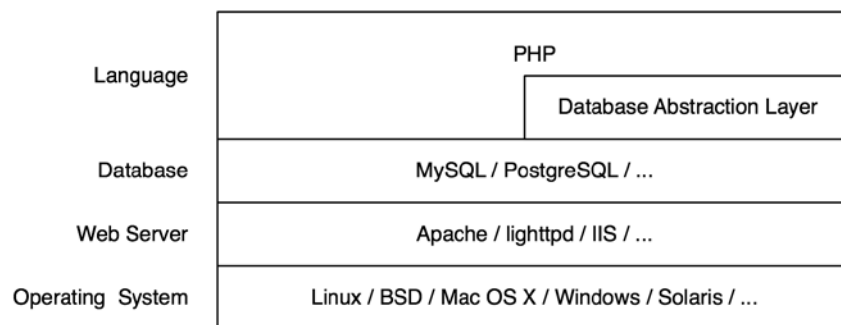 PHP
Language
Database Abstraction Layer
Database MySQL / PostgreSQL / ...
Web Server Apache / lighttpd / IIS / ...
Operating System Linux / BSD / Mac OS X / Windows / Solaris / ...